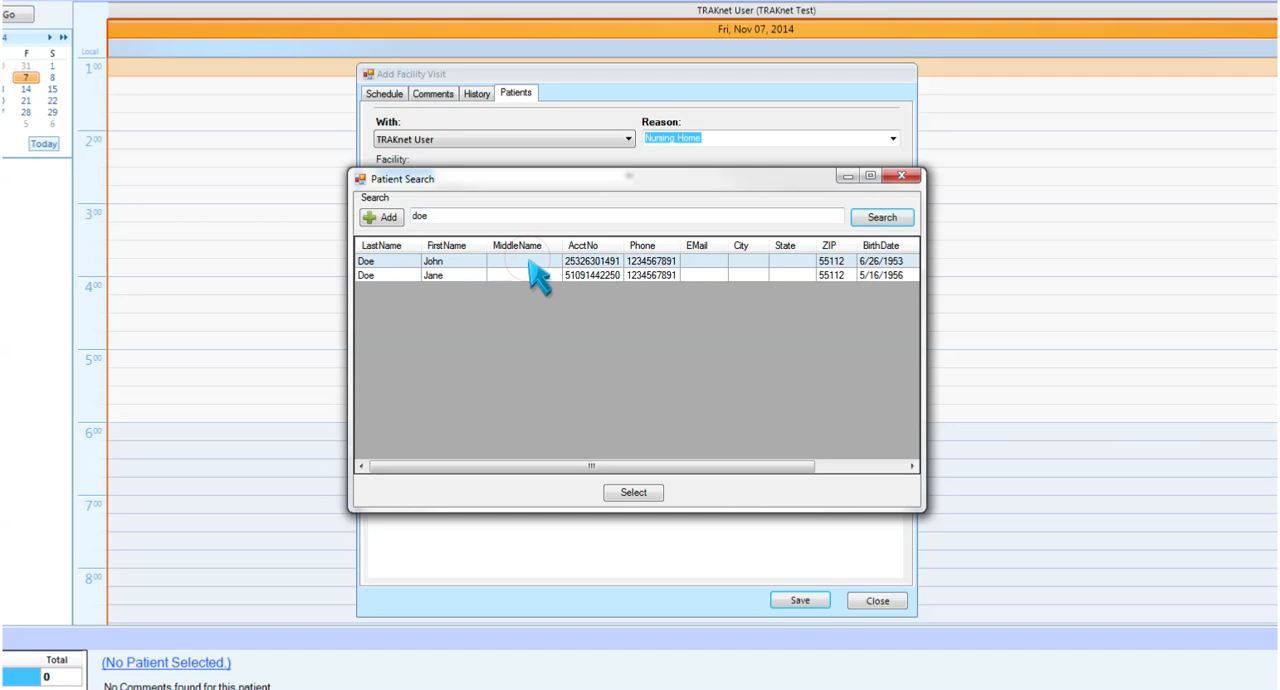 TRAKnet User (TRAKnet Test)
Go
Fri, Nov 07, 2014
4
F S
31 1
7 8
14 15
21 22
28 29
5 6
Today
Local
1 00
2 00
3 00
4 00
5 00
6 00
7 00
8 00
Add Facility Visit
Schedule Comments History Patients
With: Reason:
TRAKnet User Nursing Home
Facility:
Patient Search
Search
Add doe Search
LastName FirstName MiddleName AcctNo Phone EMail City State ZIP BirthDate
Doe John 25326301491 1234567891 55112 6/26/1953
Doe Jane 51091442250 1234567891 55112 5/16/1956
Select
Save Close
Total
0
(No Patient Selected.)
No Comments found for this patient